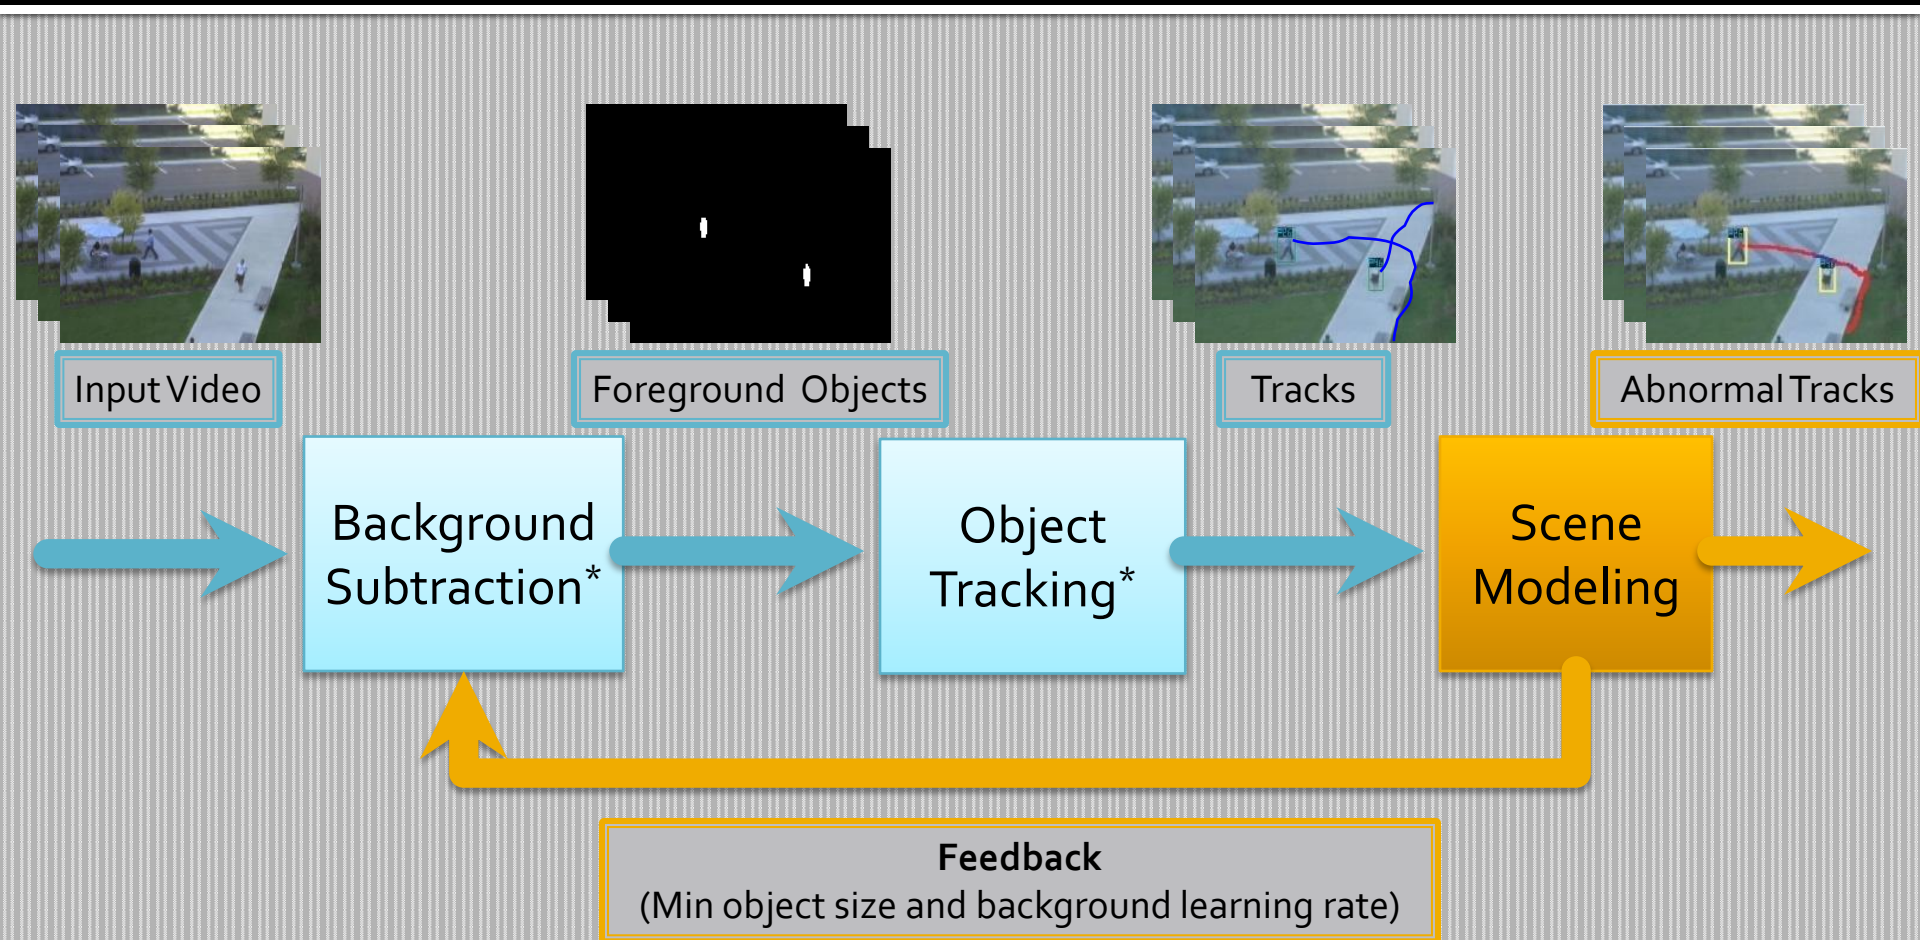 Input Video
Foreground Objects
Tracks
Abnormal Tracks
Background
Subtraction*
Object
Tracking*
Scene
Modeling
Feedback
(Min object size and background learning rate)